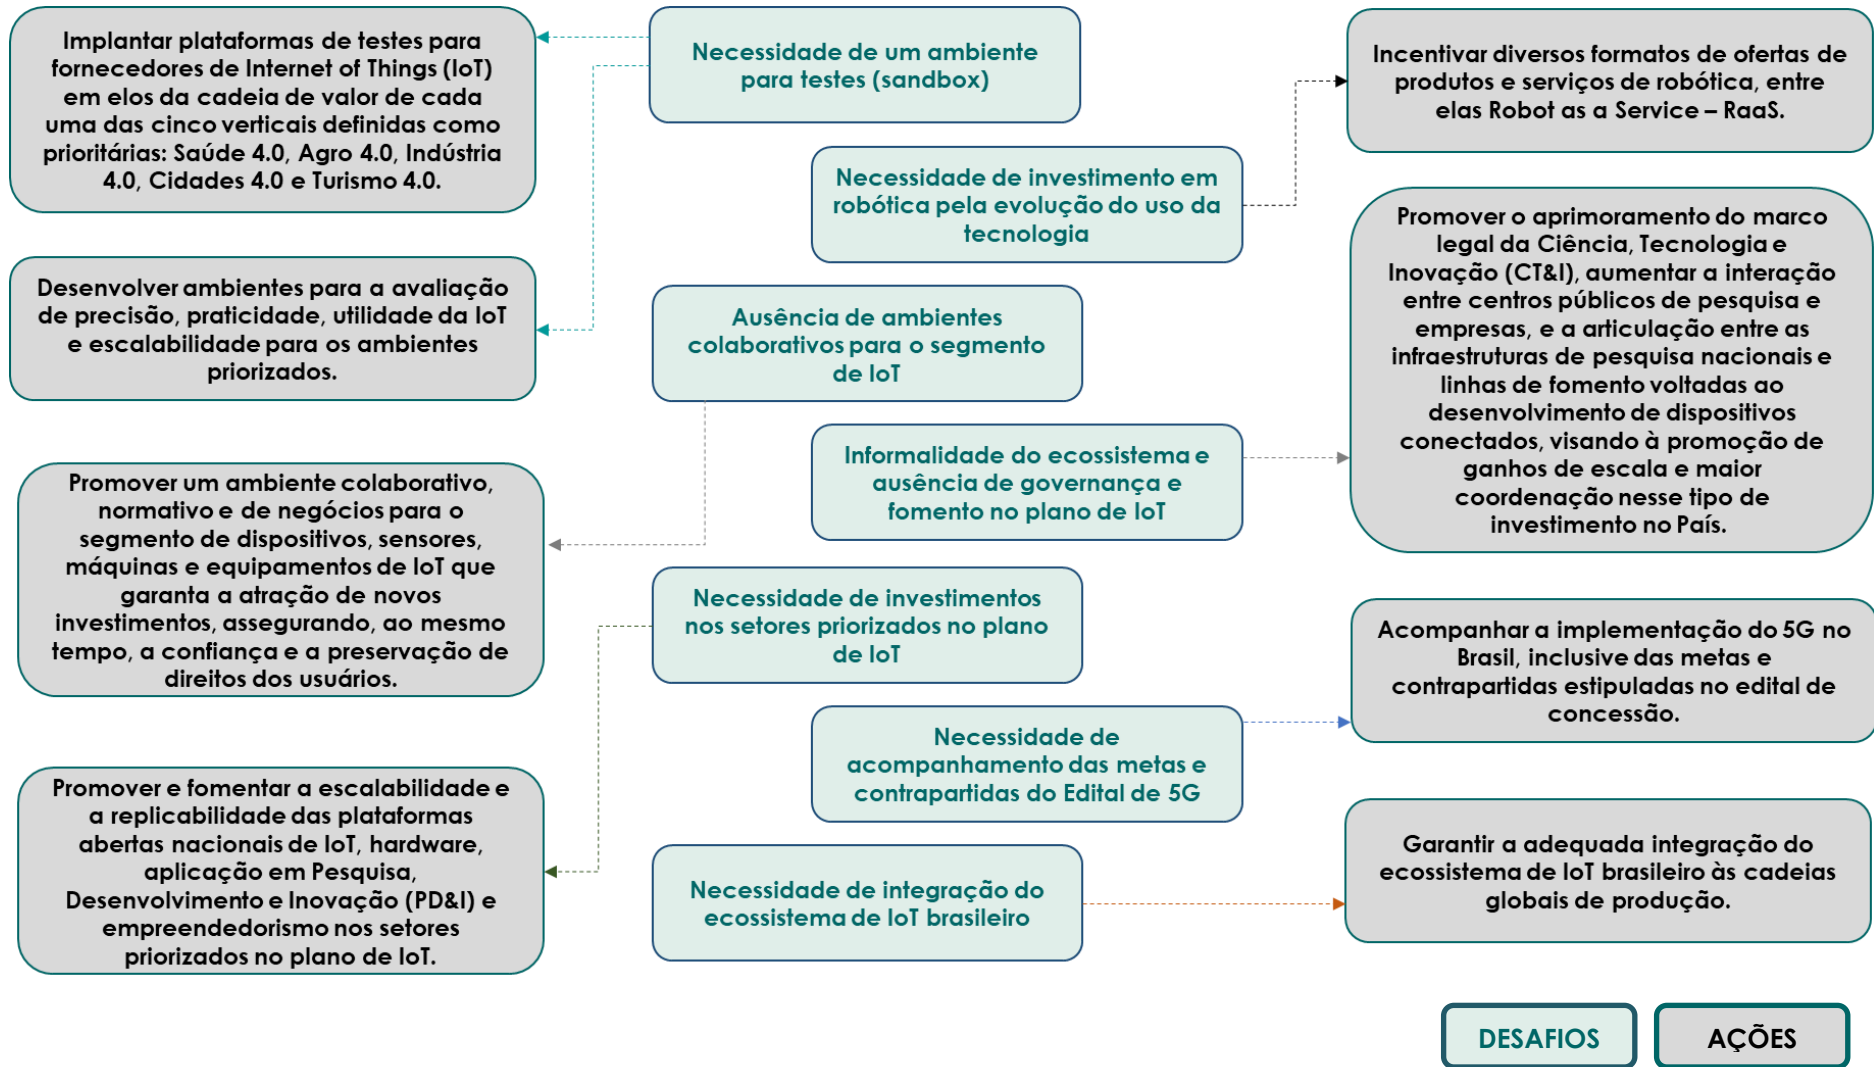 Implantar plataformas de testes para
fornecedores de Internet of Things (IoT)
em elos da cadeia de valor de cada
uma das cinco verticais definidas como
prioritárias: Saúde 4.0, Agro 4.0, Indústria
4.0, Cidades 4.0 e Turismo 4.0.
Desenvolver ambientes para a avaliação
de precisão, praticidade, utilidade da IoT
e escalabilidade para os ambientes
priorizados.
Promover um ambiente colaborativo,
normativo e de negócios para o
segmento de dispositivos, sensores,
máquinas e equipamentos de IoT que
garanta a atração de novos
investimentos, assegurando, ao mesmo
tempo, a confiança e a preservação de
direitos dos usuários.
Promover e fomentar a escalabilidade e
a replicabilidade das plataformas
abertas nacionais de IoT, hardware,
aplicação em Pesquisa,
Desenvolvimento e Inovação (PD&I) e
empreendedorismo nos setores
priorizados no plano de IoT.
Necessidade de um ambiente
para testes (sandbox)
Necessidade de investimento em
robótica pela evolução do uso da
tecnologia
Ausência de ambientes
colaborativos para o segmento
de IoT
Informalidade do ecossistema e
ausência de governança e
fomento no plano de IoT
Necessidade de investimentos
nos setores priorizados no plano
de IoT
Necessidade de
acompanhamento das metas e
contrapartidas do Edital de 5G
Necessidade de integração do
ecossistema de IoT brasileiro
Incentivar diversos formatos de ofertas de
produtos e serviços de robótica, entre
elas Robot as a Service – RaaS.
Promover o aprimoramento do marco
legal da Ciência, Tecnologia e
Inovação (CT&I), aumentar a interação
entre centros públicos de pesquisa e
empresas, e a articulação entre as
infraestruturas de pesquisa nacionais e
linhas de fomento voltadas ao
desenvolvimento de dispositivos
conectados, visando à promoção de
ganhos de escala e maior
coordenação nesse tipo de
investimento no País.
Acompanhar a implementação do 5G no
Brasil, inclusive das metas e
contrapartidas estipuladas no edital de
concessão.
Garantir a adequada integração do
ecossistema de IoT brasileiro às cadeias
globais de produção.
DESAFIOS
AÇÕES